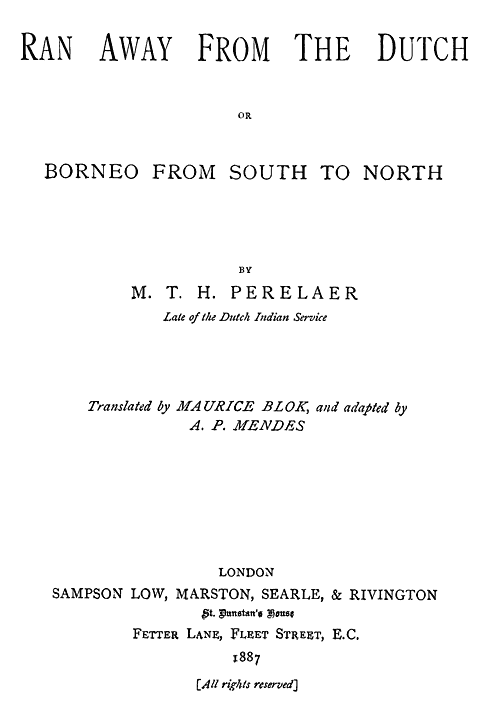 RAN AWAY FROM THE DUTCH
OR
BORNEO FROM SOUTH TO NORTH
BY
M. T. H. PERELAER
Late of the Dutch Indian Service
Translated by MAURICE BLOK, and adapted by
A. P. MENDES
LONDON
SAMPSON LOW, MARSTON, SEARLE, & RIVINGTON
St. Dunstan's House
FETTER LANE, FLEET STREET, E.C.
1887
[All rights reserved]